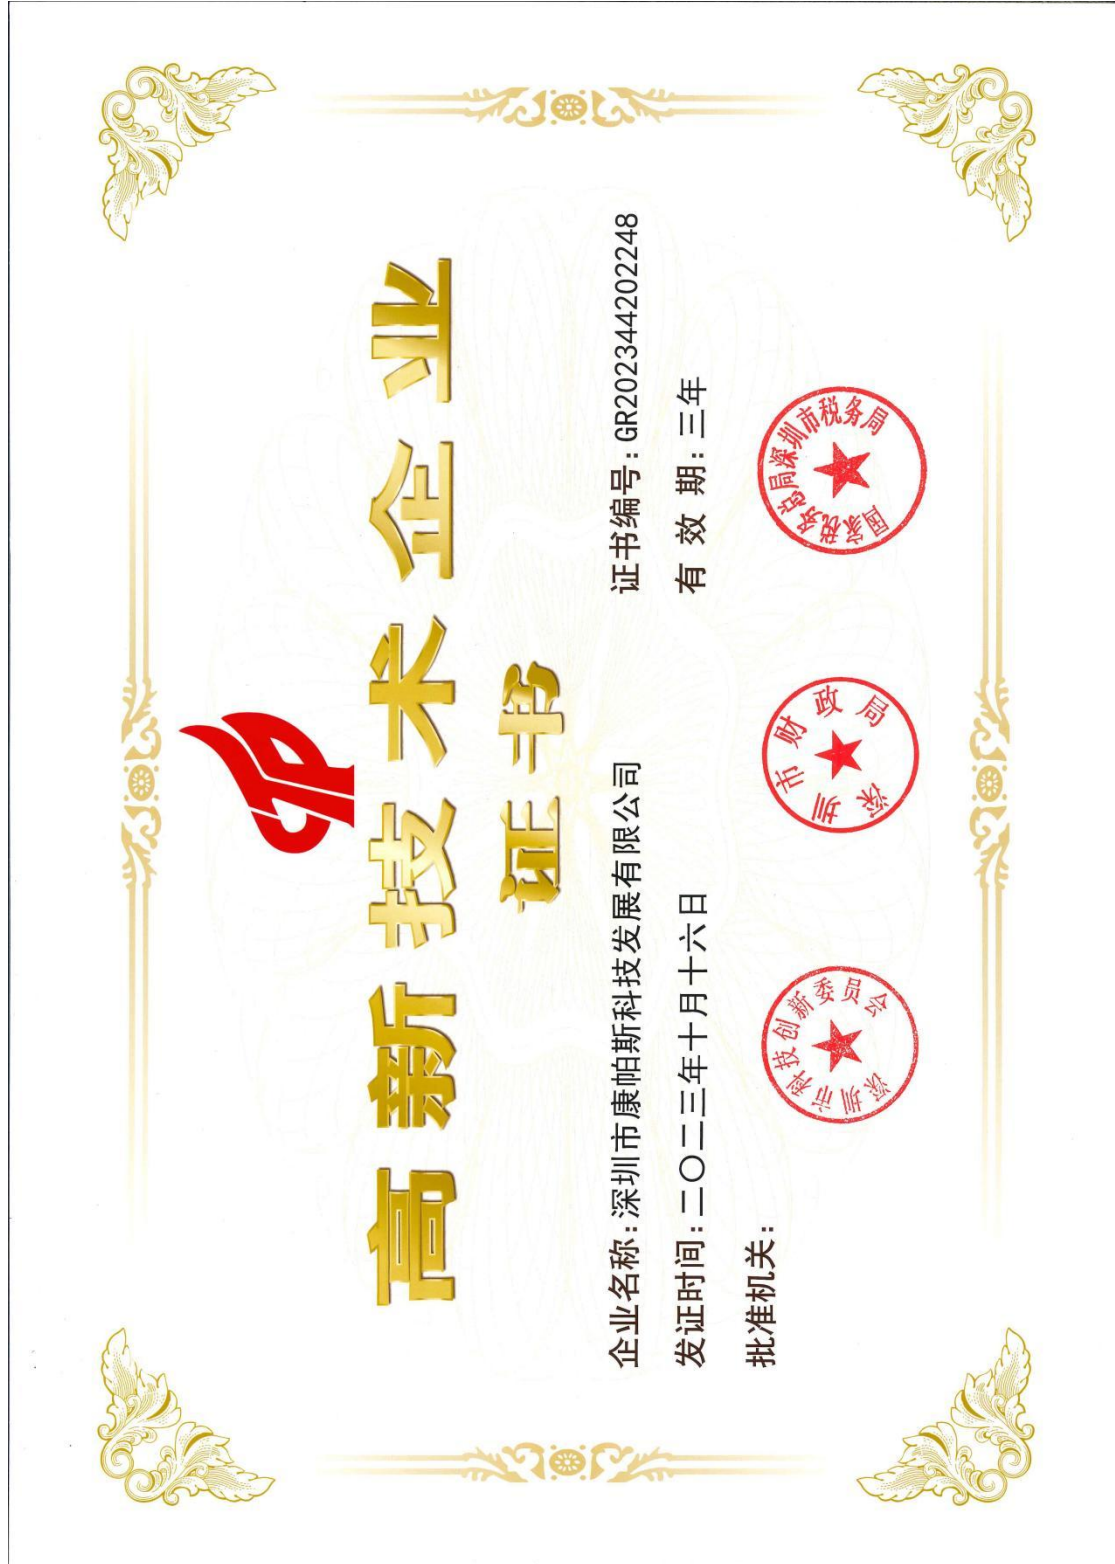 高新技术企业
证书
企业名称：深圳市康帕斯科技发展有限公司
证书编号：GR202344202248
发证时间：二〇二三年十月十六日
有效期：三年
批准机关：
深圳市科技创新委员会
深圳市财政局
国家税务总局深圳市税务局